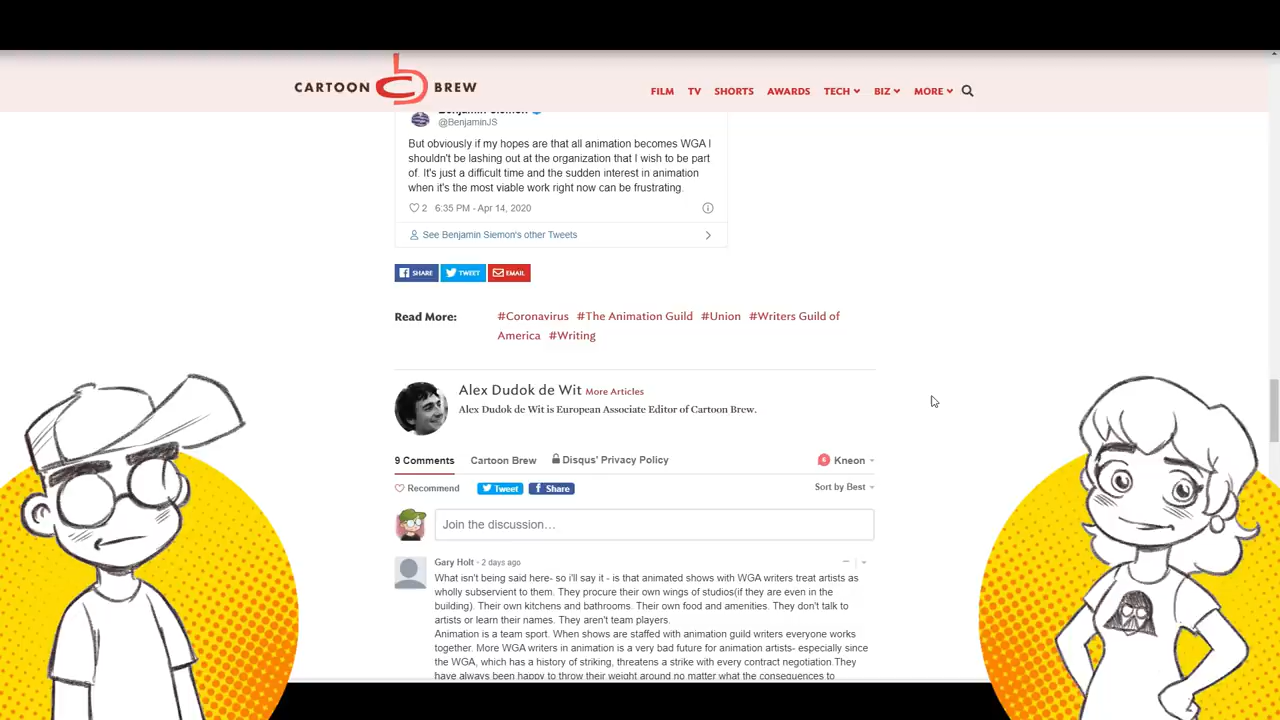 CARTOON BREW
FILM TV SHORTS AWARDS TECH BIZ MORE
@BenjaminJS
But obviously if my hopes are that all animation becomes WGA I
shouldn't be lashing out at the organization that I wish to be part
of. It's just a difficult time and the sudden interest in animation
when it's the most viable work right now can be frustrating.
2 6:35 PM - Apr 14, 2020
See Benjamin Siemon's other Tweets
SHARE TWEET EMAIL
Read More: #Coronavirus #The Animation Guild #Union #Writers Guild of
America #Writing
Alex Dudok de Wit More Articles
Alex Dudok de Wit is European Associate Editor of Cartoon Brew.
9 Comments Cartoon Brew Disqus' Privacy Policy Kneon
Recommend Tweet Share Sort by Best
Join the discussion…
Gary Holt • 2 days ago
What isn't being said here- so i'll say it - is that animated shows with WGA writers treat artists as
wholly subservient to them. They procure their own wings of studios(if they are even in the
building). Their own kitchens and bathrooms. Their own food and amenities. They don't talk to
artists or learn their names. They aren't team players.
Animation is a team sport. When shows are staffed with animation guild writers everyone works
together. More WGA writers in animation is a very bad future for animation artists- especially since
the WGA, which has a history of striking, threatens a strike with every contract negotiation.They
have always been happy to throw their weight around no matter what the consequences to